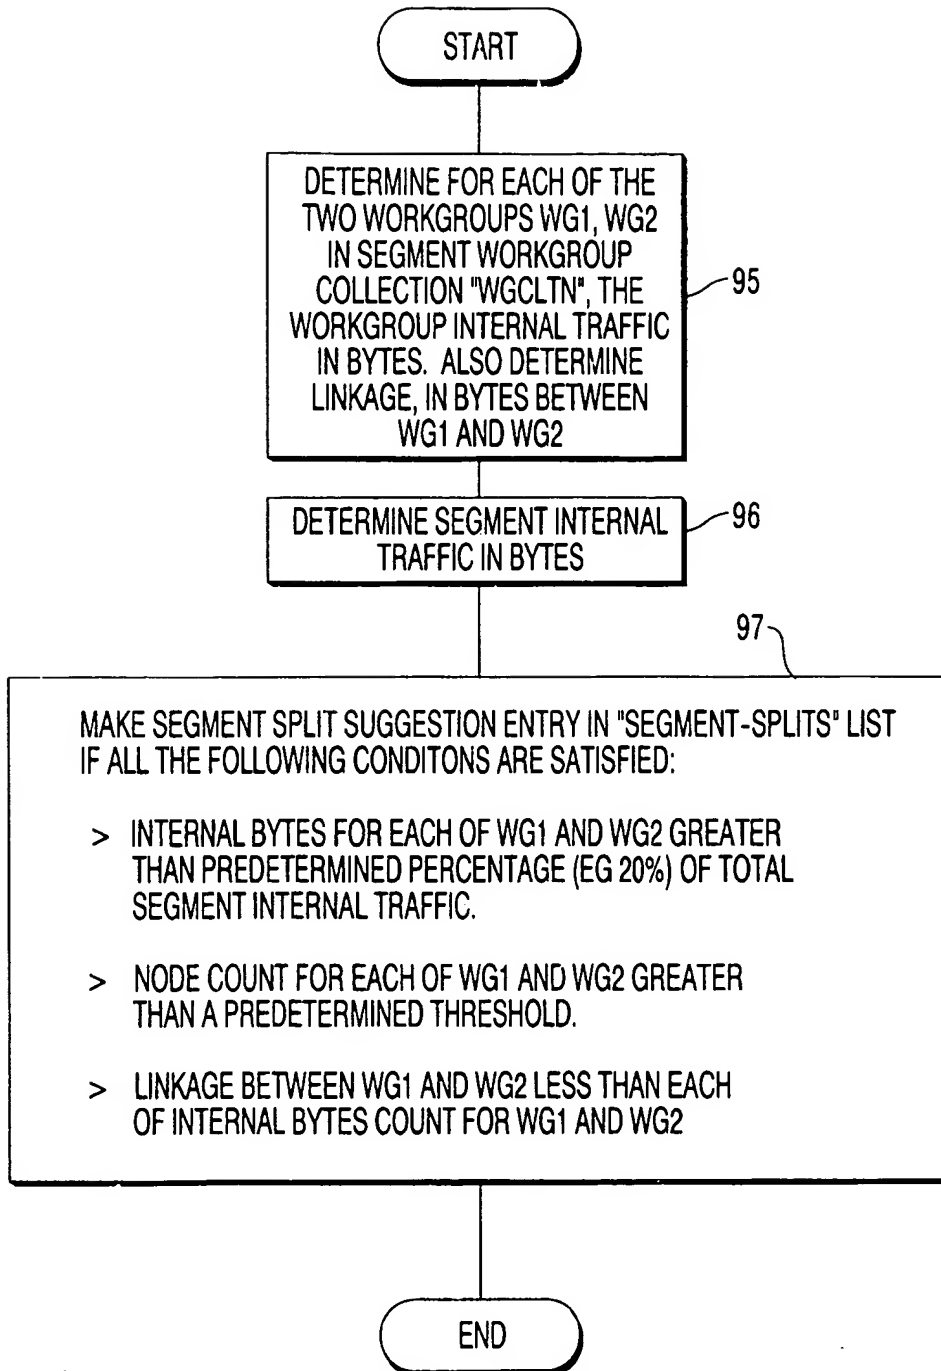 START
DETERMINE FOR EACH OF THE
TWO WORKGROUPS WG1, WG2
IN SEGMENT WORKGROUP
COLLECTION "WGCLTN", THE
WORKGROUP INTERNAL TRAFFIC
IN BYTES. ALSO DETERMINE
LINKAGE, IN BYTES BETWEEN
WG1 AND WG2
95
DETERMINE SEGMENT INTERNAL
TRAFFIC IN BYTES
96
97
MAKE SEGMENT SPLIT SUGGESTION ENTRY IN "SEGMENT-SPLITS" LIST
IF ALL THE FOLLOWING CONDITONS ARE SATISFIED:
> INTERNAL BYTES FOR EACH OF WG1 AND WG2 GREATER
THAN PREDETERMINED PERCENTAGE (EG 20%) OF TOTAL
SEGMENT INTERNAL TRAFFIC.
> NODE COUNT FOR EACH OF WG1 AND WG2 GREATER
THAN A PREDETERMINED THRESHOLD.
> LINKAGE BETWEEN WG1 AND WG2 LESS THAN EACH
OF INTERNAL BYTES COUNT FOR WG1 AND WG2
END